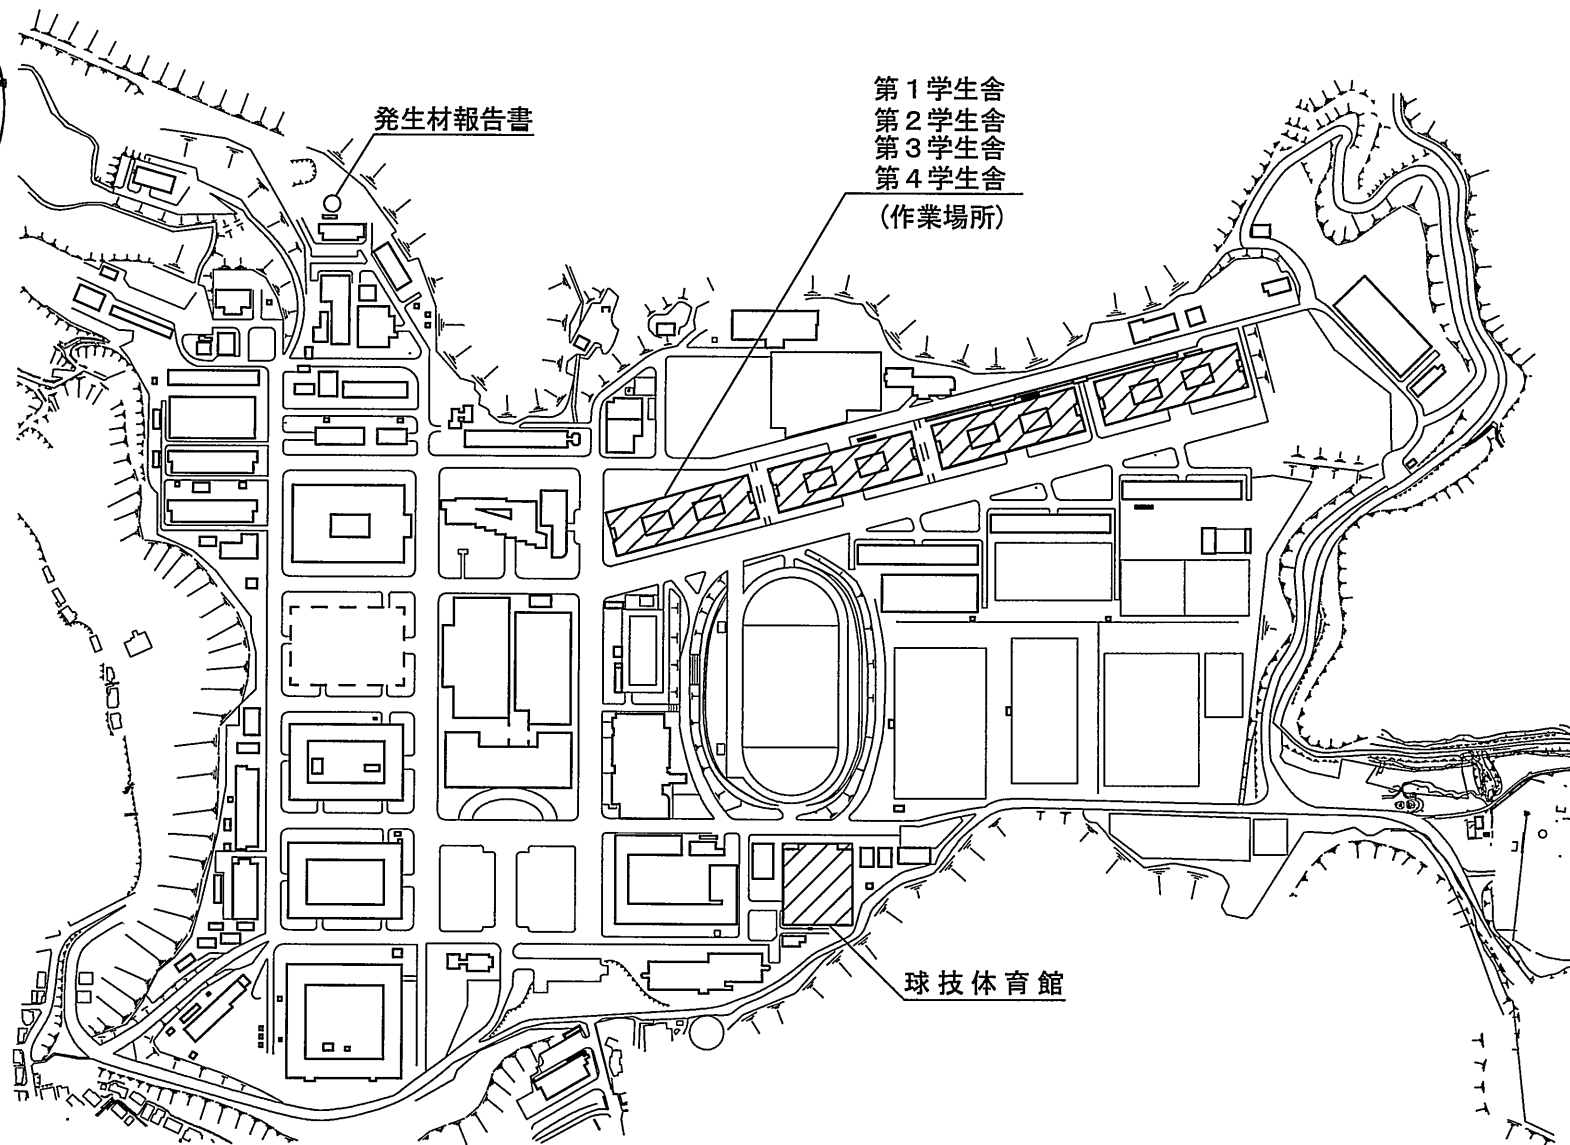 発生材報告書
第1学生舎
第2学生舎
第3学生舎
第4学生舎
(作業場所)
球技体育館